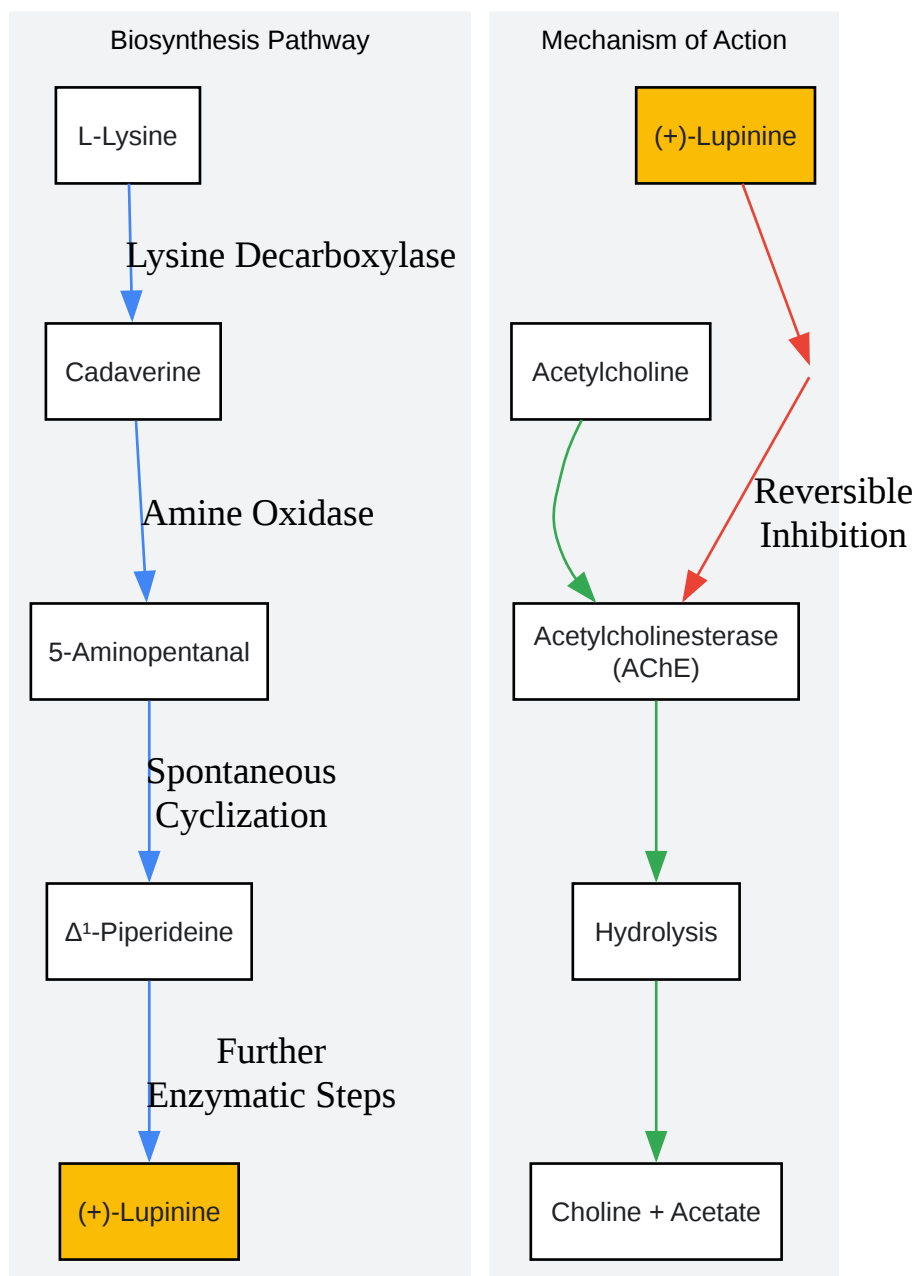 Biosynthesis Pathway
L-Lysine
Lysine Decarboxylase
Cadaverine
Amine Oxidase
5-Aminopentanal
Spontaneous
Cyclization
Δ¹-Piperideine
Further
Enzymatic Steps
(+)-Lupinine
Mechanism of Action
(+)-Lupinine
Acetylcholine
Reversible
Inhibition
Acetylcholinesterase
(AChE)
Hydrolysis
Choline + Acetate